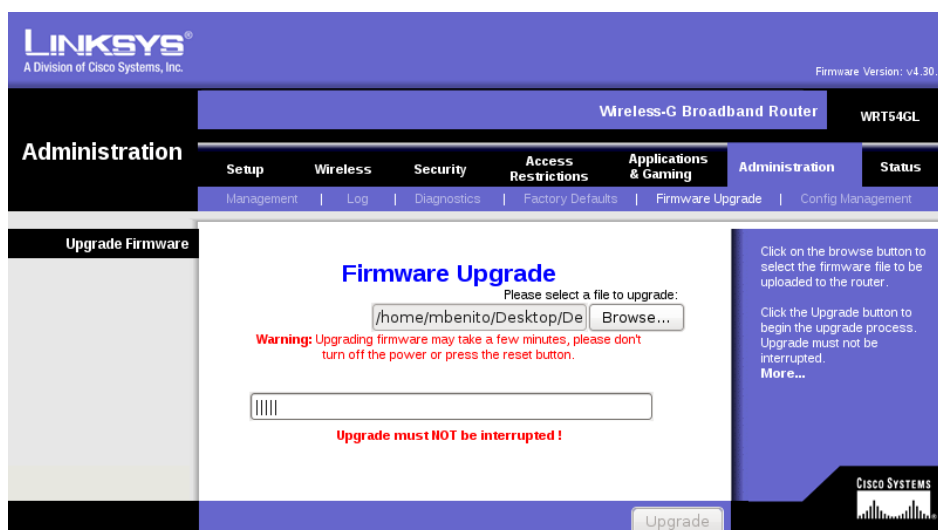 LINKSYS®
A Division of Cisco Systems, Inc.
Firmware Version: v4.30.
Wireless-G Broadband Router
WRT54GL
Administration
Setup
Wireless
Security
Access Restrictions
Applications & Gaming
Administration
Status
Management | Log | Diagnostics | Factory Defaults | Firmware Upgrade | Config Management
Upgrade Firmware
Firmware Upgrade
Please select a file to upgrade:
/home/mbenito/Desktop/De
Browse...
Warning: Upgrading firmware may take a few minutes, please don't
turn off the power or press the reset button.
|||||
Upgrade must NOT be interrupted !
Upgrade
Click on the browse button to
select the firmware file to be
uploaded to the router.
Click the Upgrade button to
begin the upgrade process.
Upgrade must not be
interrupted.
More...
CISCO SYSTEMS